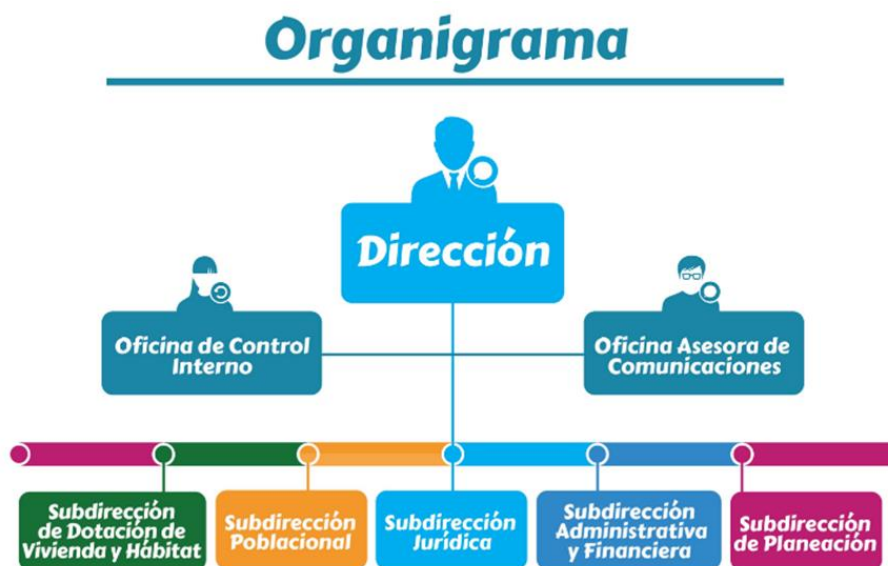 Organigrama
Dirección
Oficina de Control
Interno
Oficina Asesora de
Comunicaciones
Subdirección
de Dotación de
Vivienda y Hábitat
Subdirección
Poblacional
Subdirección
Jurídica
Subdirección
Administrativa
y Financiera
Subdirección
de Planeación